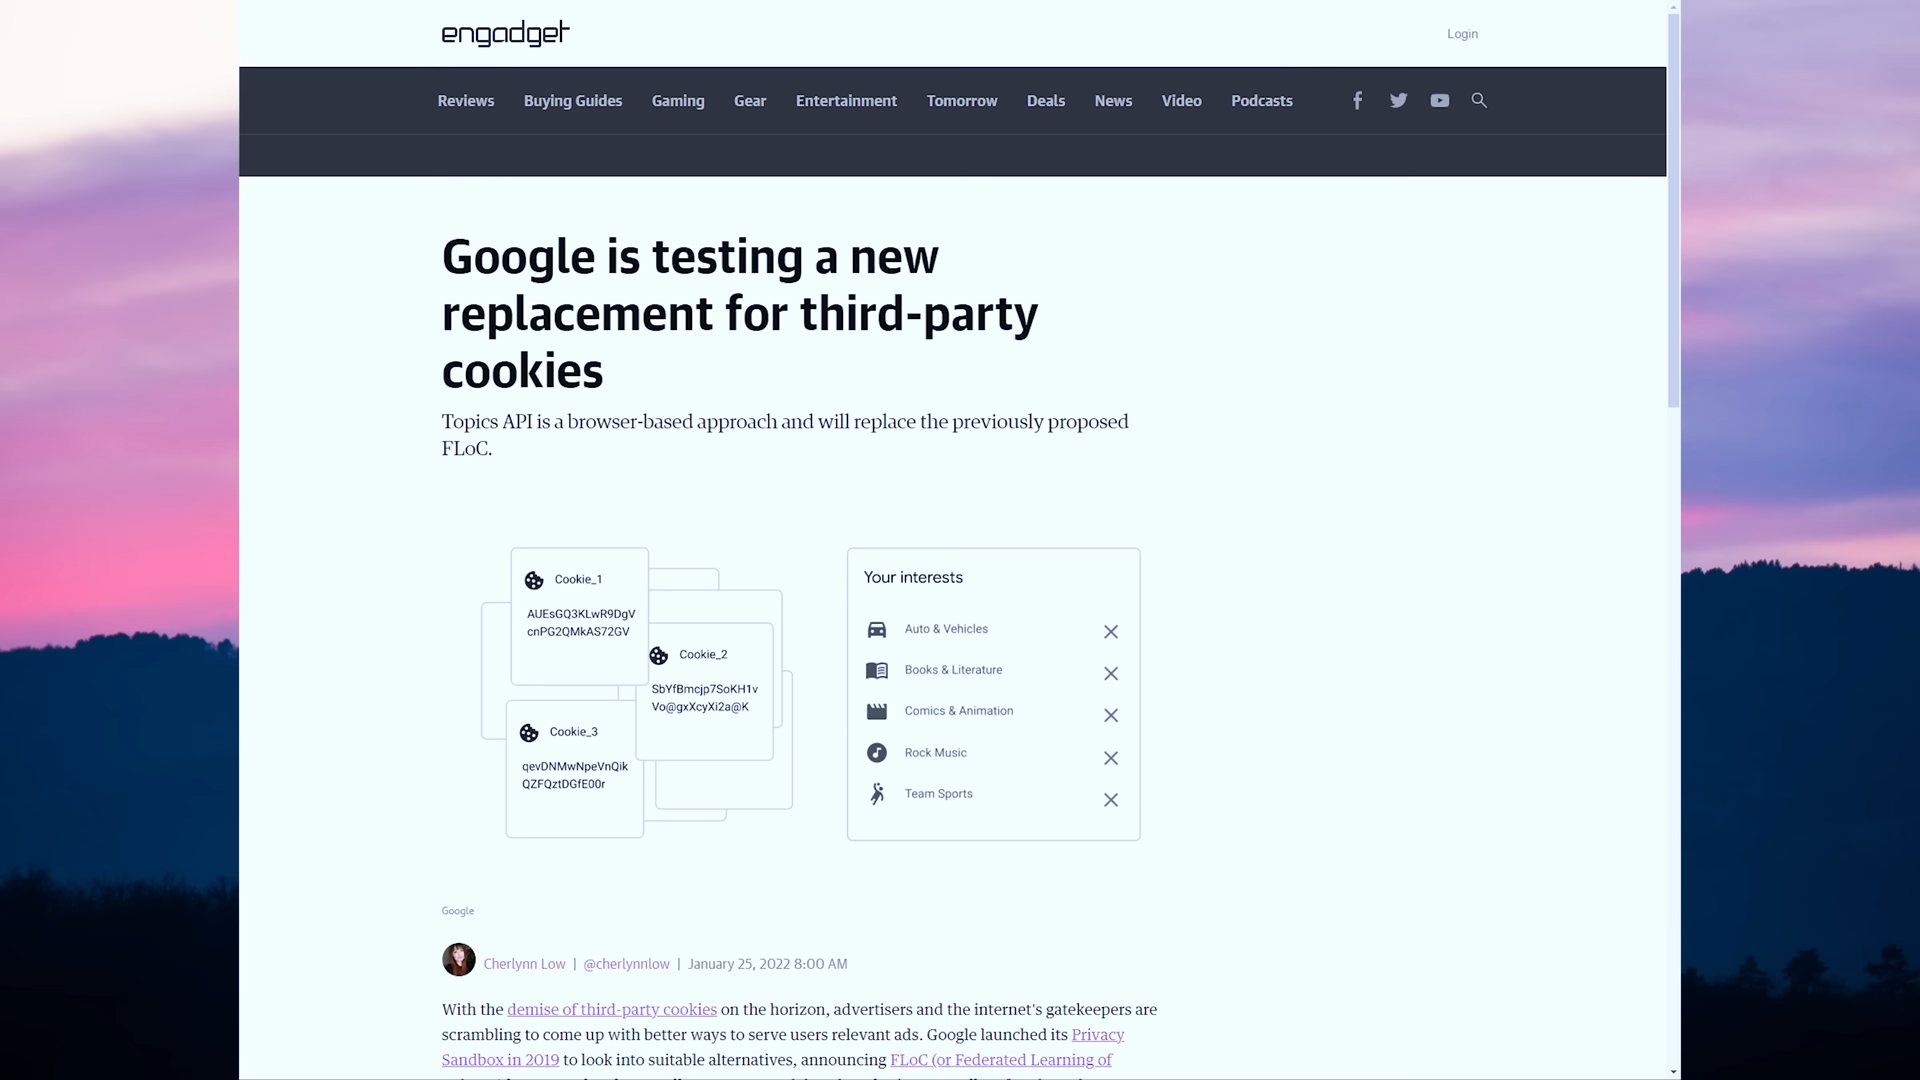 engadget
Login
Reviews Buying Guides Gaming Gear Entertainment Tomorrow Deals News Video Podcasts
Google is testing a new
replacement for third-party
cookies
Topics API is a browser-based approach and will replace the previously proposed
FLoC.
Cookie_1
AUEsGQ3KLwR9DgV
cnPG2QMkAS72GV
Cookie_2
SbYfBmcjp7SoKH1v
Vo@gxXcyXi2a@K
Cookie_3
qevDNMwNpeVnQik
QZFQztDGfE00r
Your interests
Auto & Vehicles
Books & Literature
Comics & Animation
Rock Music
Team Sports
Google
Cherlynn Low | @cherlynnlow | January 25, 2022 8:00 AM
With the demise of third-party cookies on the horizon, advertisers and the internet's gatekeepers are
scrambling to come up with better ways to serve users relevant ads. Google launched its Privacy
Sandbox in 2019 to look into suitable alternatives, announcing FLoC (or Federated Learning of